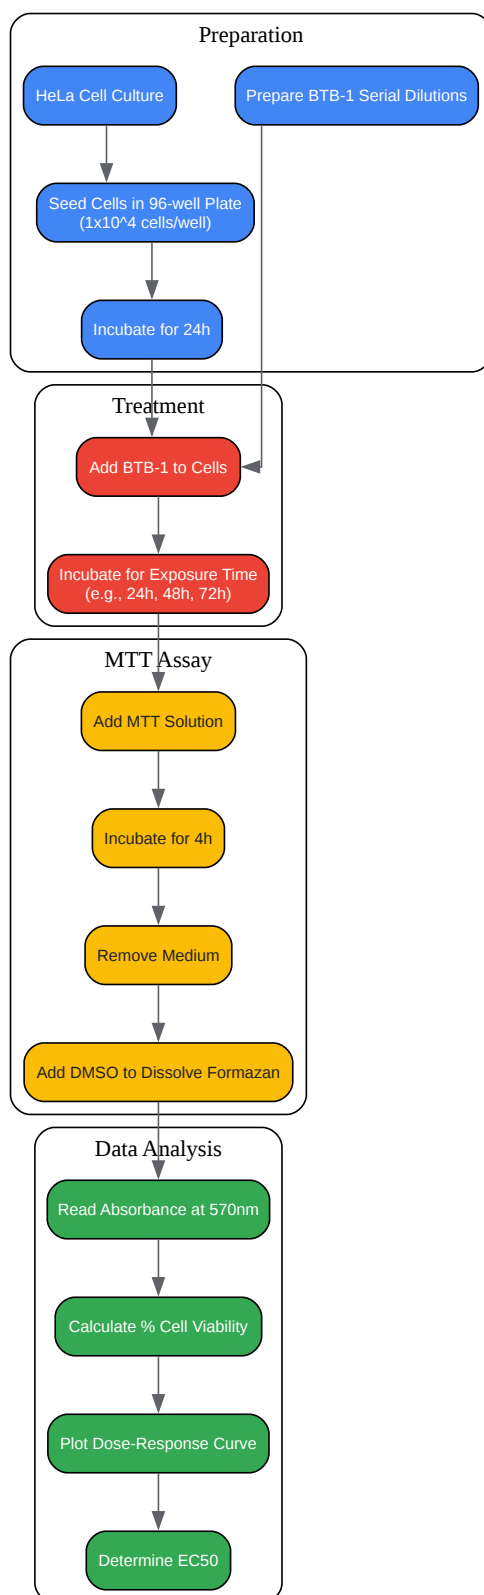 Preparation
HeLa Cell Culture
Prepare BTB-1 Serial Dilutions
Seed Cells in 96-well Plate
(1x10^4 cells/well)
Incubate for 24h
Treatment
Add BTB-1 to Cells
Incubate for Exposure Time
(e.g., 24h, 48h, 72h)
MTT Assay
Add MTT Solution
Incubate for 4h
Remove Medium
Add DMSO to Dissolve Formazan
Data Analysis
Read Absorbance at 570nm
Calculate % Cell Viability
Plot Dose-Response Curve
Determine EC50